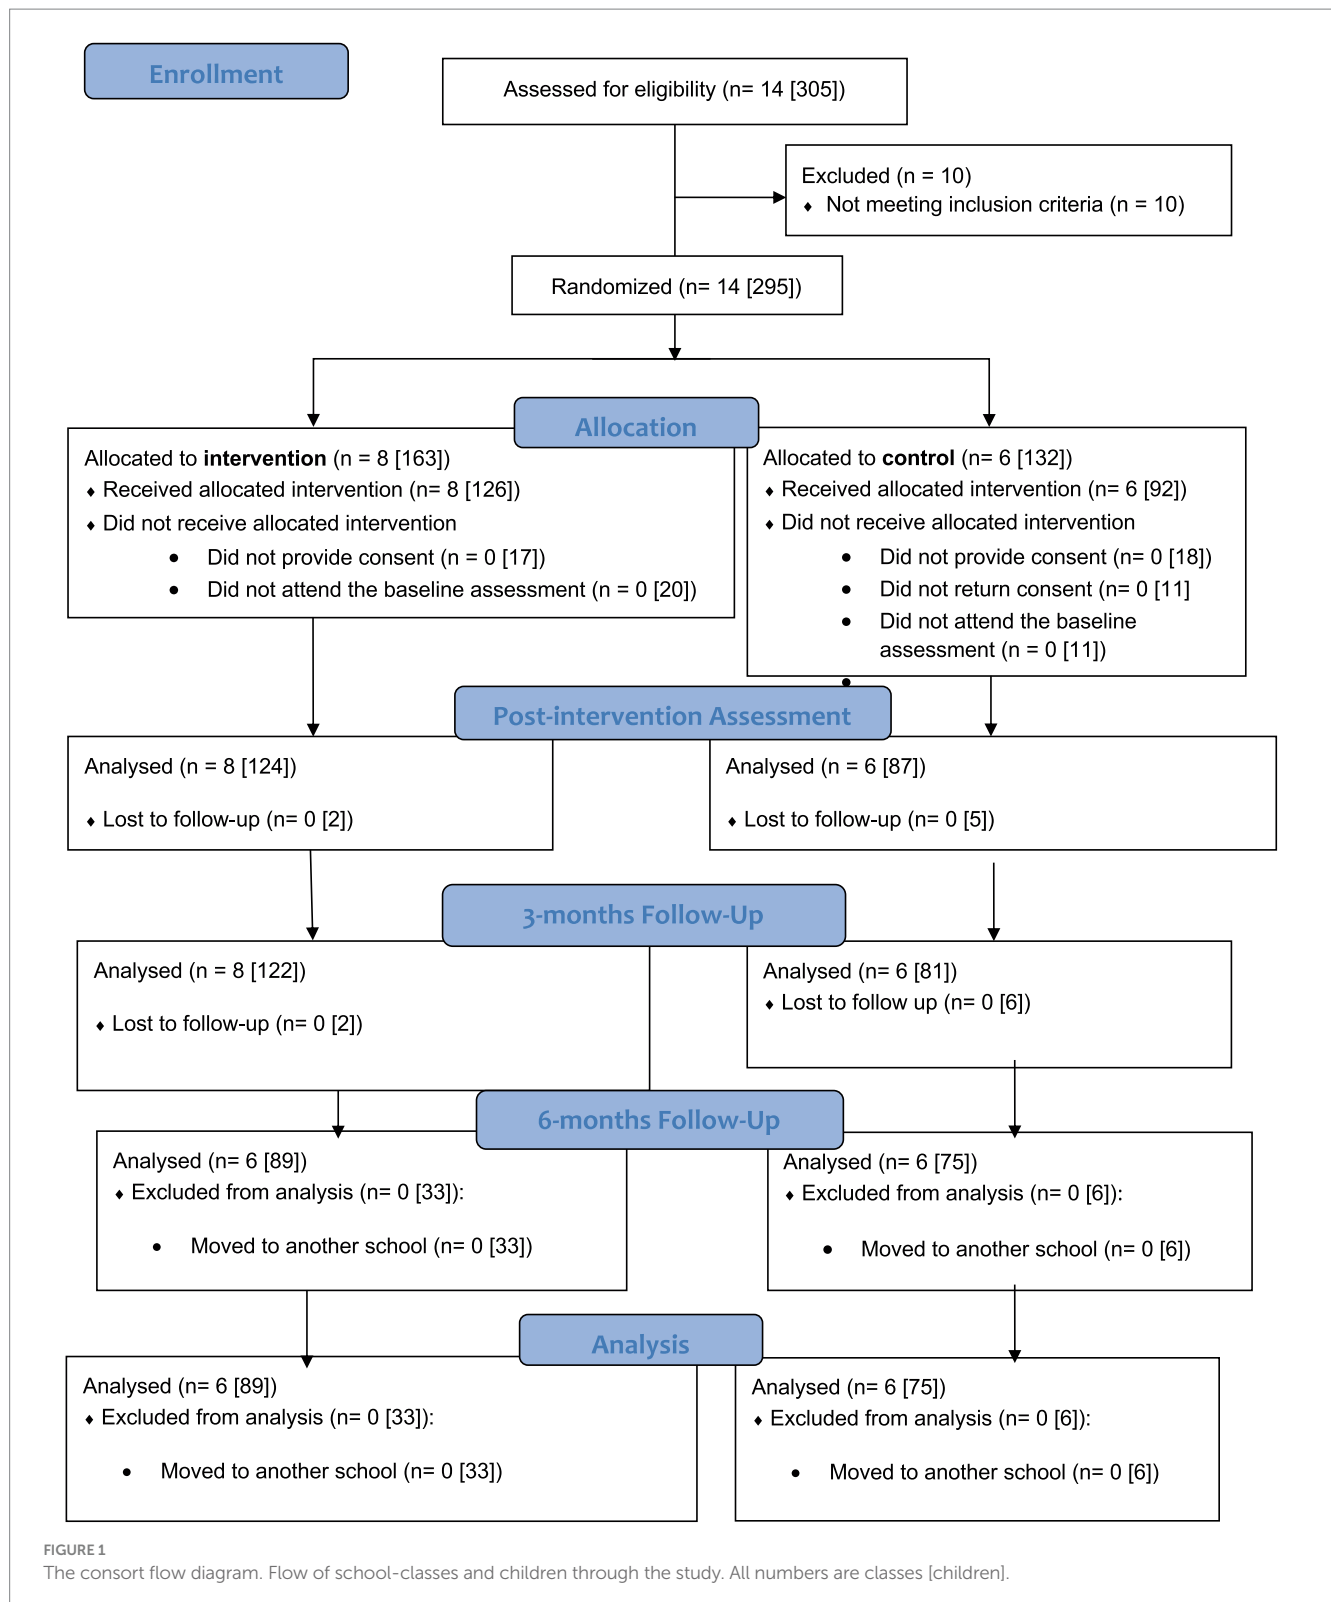 Enrollment
Assessed for eligibility (n= 14 [305])
Excluded (n = 10)
♦ Not meeting inclusion criteria (n = 10)
Randomized (n= 14 [295])
Allocation
Allocated to intervention (n = 8 [163])
♦ Received allocated intervention (n= 8 [126])
♦ Did not receive allocated intervention
● Did not provide consent (n = 0 [17])
● Did not attend the baseline assessment (n = 0 [20])
Allocated to control (n= 6 [132])
♦ Received allocated intervention (n= 6 [92])
♦ Did not receive allocated intervention
● Did not provide consent (n= 0 [18])
● Did not return consent (n= 0 [11]
● Did not attend the baseline
assessment (n = 0 [11])
●
Post-intervention Assessment
Analysed (n = 8 [124])
♦ Lost to follow-up (n= 0 [2])
Analysed (n = 6 [87])
♦ Lost to follow-up (n= 0 [5])
3-months Follow-Up
Analysed (n = 8 [122])
♦ Lost to follow-up (n= 0 [2])
Analysed (n= 6 [81])
♦ Lost to follow up (n= 0 [6])
6-months Follow-Up
Analysed (n= 6 [89])
♦ Excluded from analysis (n= 0 [33]):
● Moved to another school (n= 0 [33])
Analysed (n= 6 [75])
♦ Excluded from analysis (n= 0 [6]):
● Moved to another school (n= 0 [6])
Analysis
Analysed (n= 6 [89])
♦ Excluded from analysis (n= 0 [33]):
● Moved to another school (n= 0 [33])
Analysed (n= 6 [75])
♦ Excluded from analysis (n= 0 [6]):
● Moved to another school (n= 0 [6])
FIGURE 1
The consort flow diagram. Flow of school-classes and children through the study. All numbers are classes [children].